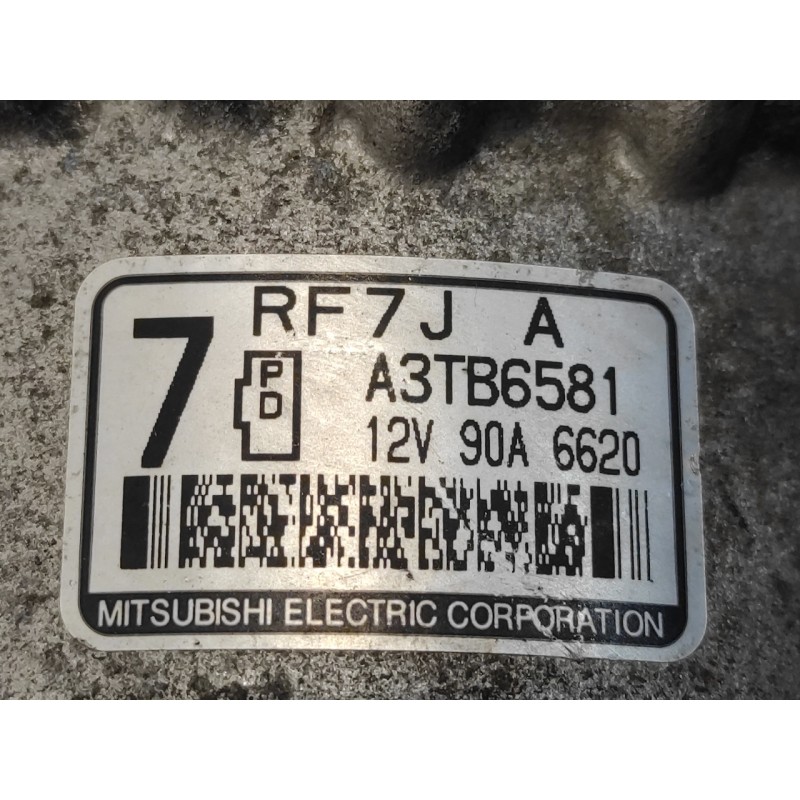 7 RF7J A
P D A3TB6581
12V 90A 6620
MITSUBISHI ELECTRIC CORPORATION